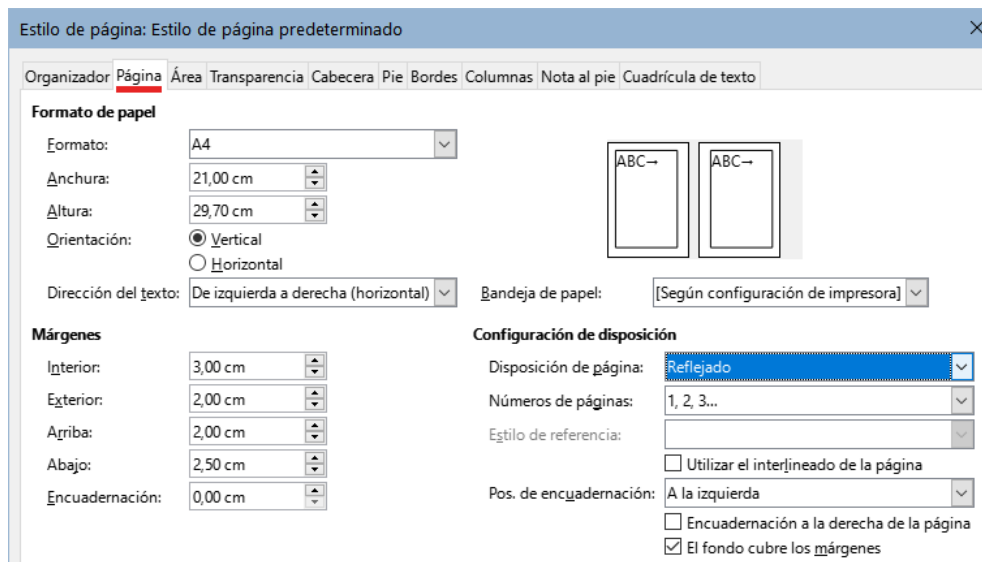 Estilo de página: Estilo de página predeterminado
Organizador Página Área Transparencia Cabecera Pie Bordes Columnas Nota al pie Cuadrícula de texto
Formato de papel
Formato: A4
Anchura: 21,00 cm
Altura: 29,70 cm
Orientación: Vertical
Horizontal
ABC→ ABC→
Dirección del texto: De izquierda a derecha (horizontal) Bandeja de papel: [Según configuración de impresora]
Márgenes
Interior: 3,00 cm
Exterior: 2,00 cm
Arriba: 2,00 cm
Abajo: 2,50 cm
Encuadernación: 0,00 cm
Configuración de disposición
Disposición de página: Reflejado
Números de páginas: 1, 2, 3...
Estilo de referencia:
Utilizar el interlineado de la página
Pos. de encuadernación: A la izquierda
Encuadernación a la derecha de la página
El fondo cubre los márgenes